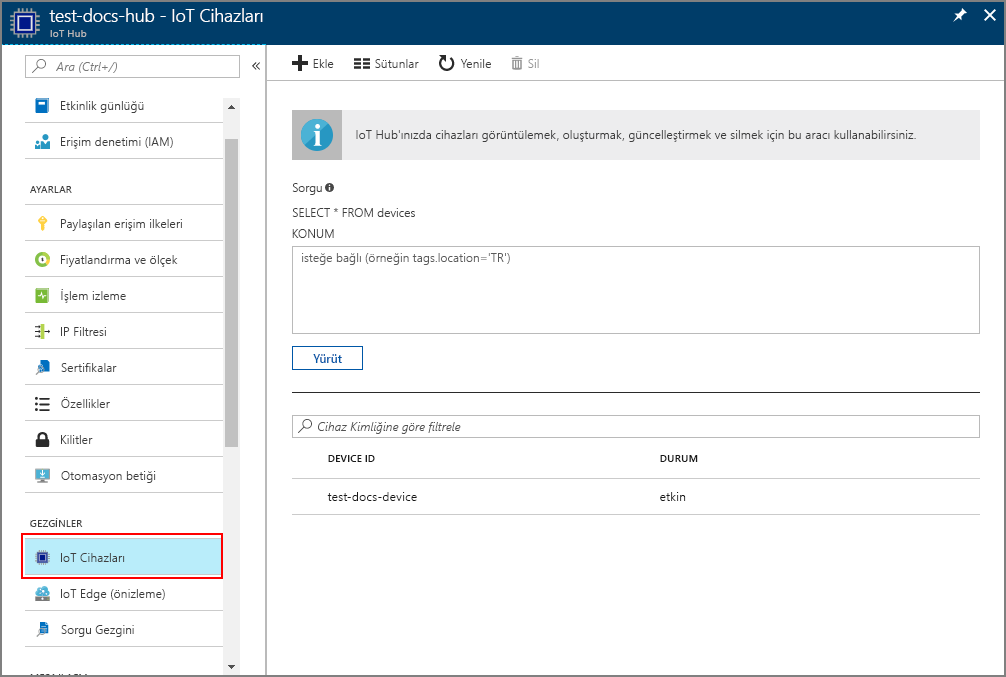 test-docs-hub - IoT Cihazları
IoT Hub
Ara (Ctrl+/)
Etkinlik günlüğü
Erişim denetimi (IAM)
AYARLAR
Paylaşılan erişim ilkeleri
Fiyatlandırma ve ölçek
İşlem izleme
IP Filtresi
Sertifikalar
Özellikler
Kilitler
Otomasyon betiği
GEZGİNLER
IoT Cihazları
IoT Edge (önizleme)
Sorgu Gezgini
Ekle Sütunlar Yenile Sil
IoT Hub'ınızda cihazları görüntülemek, oluşturmak, güncelleştirmek ve silmek için bu aracı kullanabilirsiniz.
Sorgu
SELECT * FROM devices
KONUM
isteğe bağlı (örneğin tags.location='TR')
Yürüt
Cihaz Kimliğine göre filtrele
DEVICE ID DURUM
test-docs-device etkin